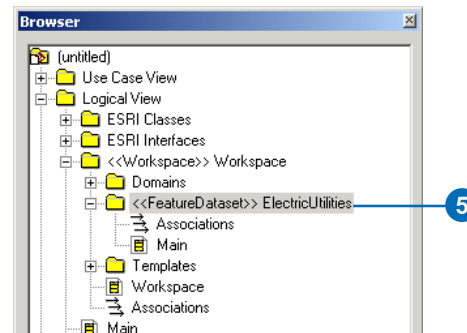 Browser
(untitled)
Use Case View
Logical View
ESRI Classes
ESRI Interfaces
<<Workspace>> Workspace
Domains
<<FeatureDataset>> ElectricUtilities
5
Associations
Main
Templates
Workspace
Associations
Main